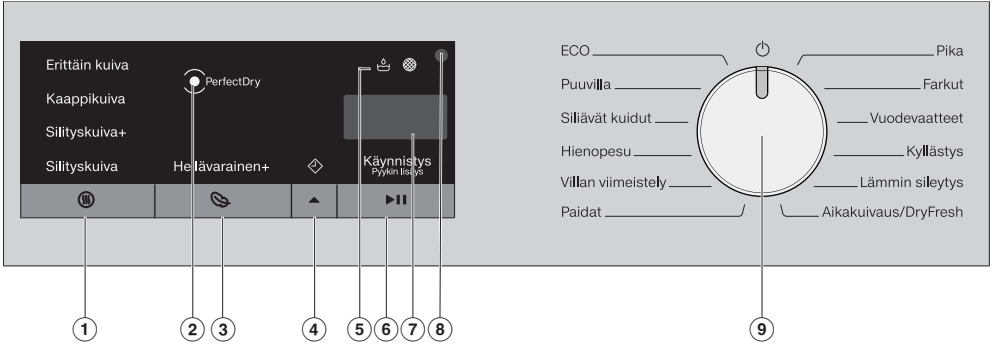 Erittäin kuiva
PerfectDry
Kaappikuiva
Silityskuiva+
Silityskuiva
Hellävarainen+
Käynnistys
Pyykin lisäys
ECO
Puuvilla
Siliävät kuidut
Hienopesu
Villan viimeistely
Paidat
Pika
Farkut
Vuodevaatteet
Kyllästys
Lämmin sileytys
Aikakuivaus/DryFresh
1
2
3
4
5
6
7
8
9